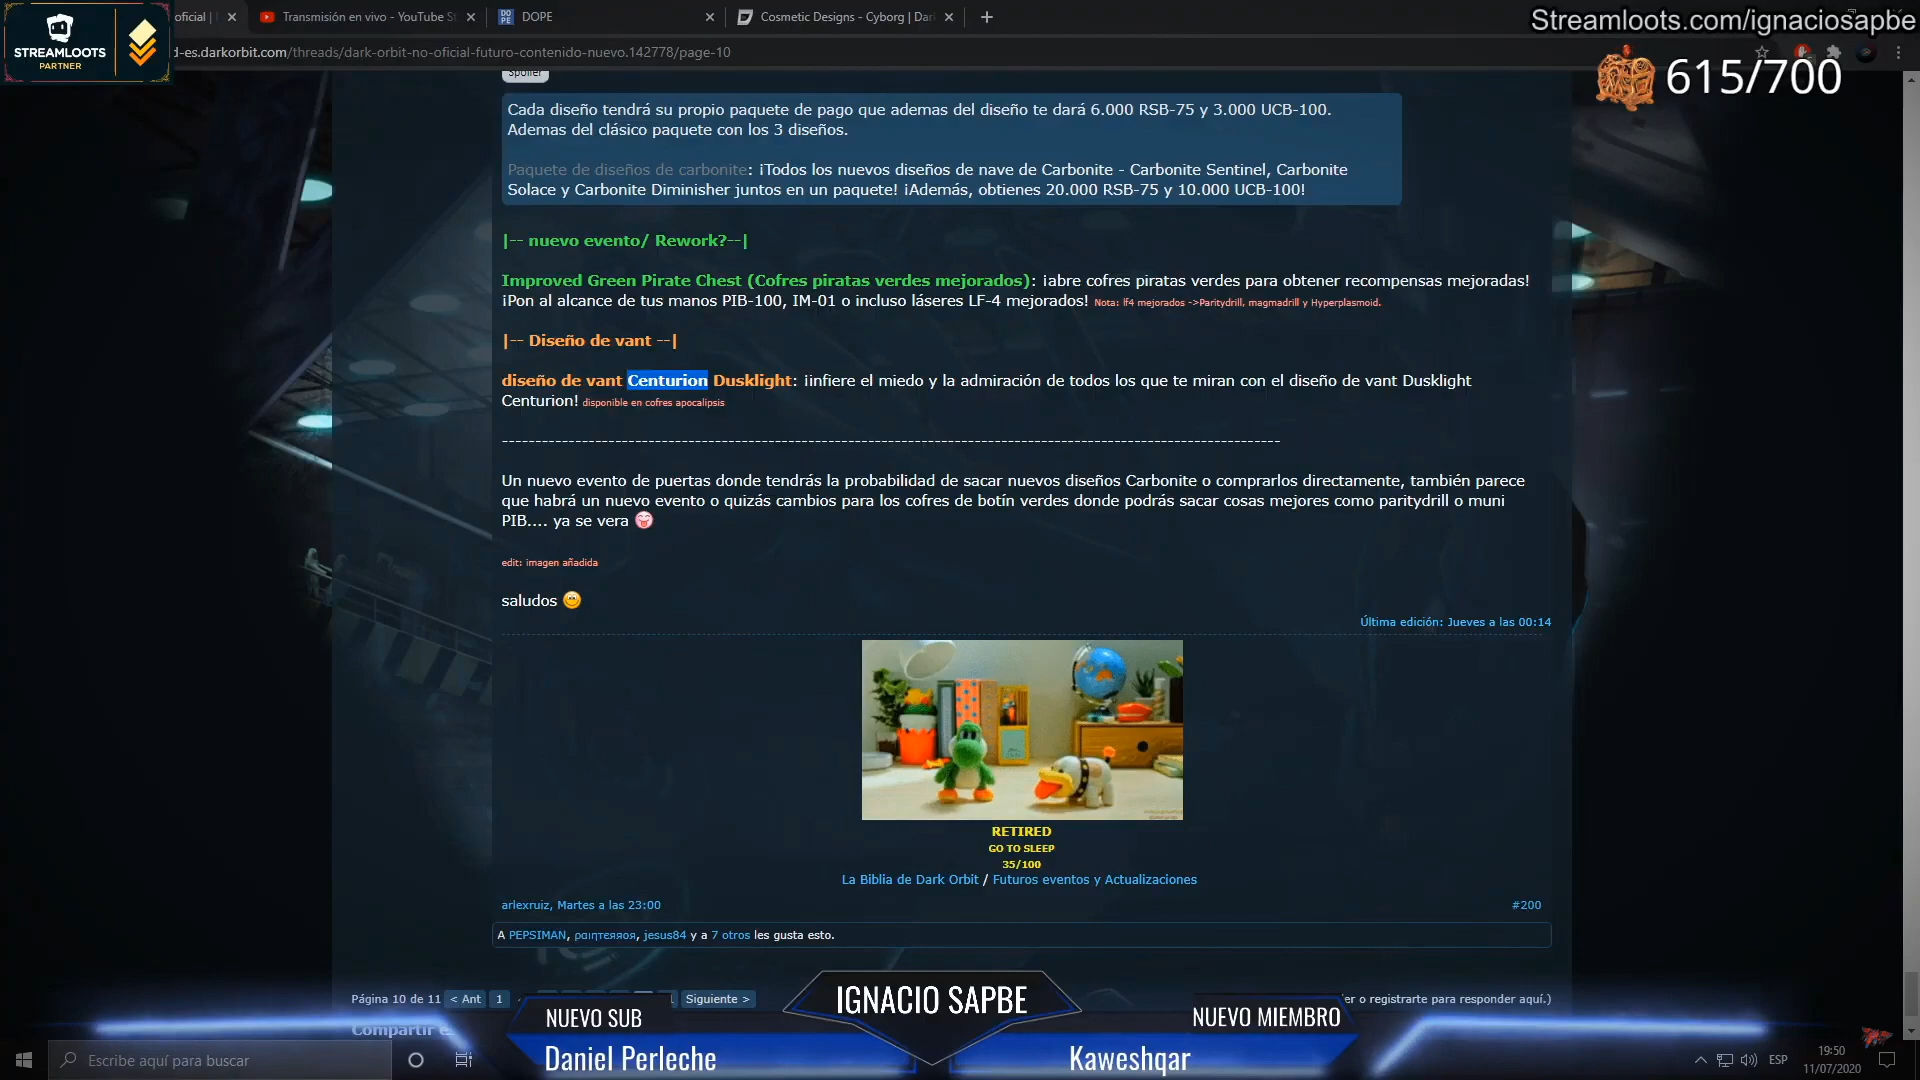 Streamloots.com/ignaciosapbe
STREAMLOOTS
PARTNER
oficial |
Transmisión en vivo - YouTube St
DO PE
DOPE
Cosmetic Designs - Cyborg | Dar
d-es.darkorbit.com/threads/dark-orbit-no-oficial-futuro-contenido-nuevo.142778/page-10
615/700
Spoiler
Cada diseño tendrá su propio paquete de pago que ademas del diseño te dará 6.000 RSB-75 y 3.000 UCB-100.
Ademas del clásico paquete con los 3 diseños.
Paquete de diseños de carbonite: ¡Todos los nuevos diseños de nave de Carbonite - Carbonite Sentinel, Carbonite
Solace y Carbonite Diminisher juntos en un paquete! ¡Además, obtienes 20.000 RSB-75 y 10.000 UCB-100!
|-- nuevo evento/ Rework?--|
Improved Green Pirate Chest (Cofres piratas verdes mejorados): ¡abre cofres piratas verdes para obtener recompensas mejoradas!
¡Pon al alcance de tus manos PIB-100, IM-01 o incluso láseres LF-4 mejorados! Nota: lf4 mejorados ->Paritydrill, magmadrill y Hyperplasmoid.
|-- Diseño de vant --|
diseño de vant Centurion Dusklight: ¡infiere el miedo y la admiración de todos los que te miran con el diseño de vant Dusklight
Centurion! disponible en cofres apocalipsis
Un nuevo evento de puertas donde tendrás la probabilidad de sacar nuevos diseños Carbonite o comprarlos directamente, también parece
que habrá un nuevo evento o quizás cambios para los cofres de botín verdes donde podrás sacar cosas mejores como paritydrill o muni
PIB.... ya se vera
edit: imagen añadida
saludos
Última edición: Jueves a las 00:14
RETIRED
GO TO SLEEP
35/100
La Biblia de Dark Orbit / Futuros eventos y Actualizaciones
arlexruiz, Martes a las 23:00
#200
A PEPSIMAN, ραιηтєяяoя, jesus84 y a 7 otros les gusta esto.
Página 10 de 11
< Ant
1
Siguiente >
er o registrarte para responder aquí.)
Compartir e
IGNACIO SAPBE
NUEVO SUB
Daniel Perleche
NUEVO MIEMBRO
Kaweshqar
Escribe aquí para buscar
ESP
19:50
11/07/2020